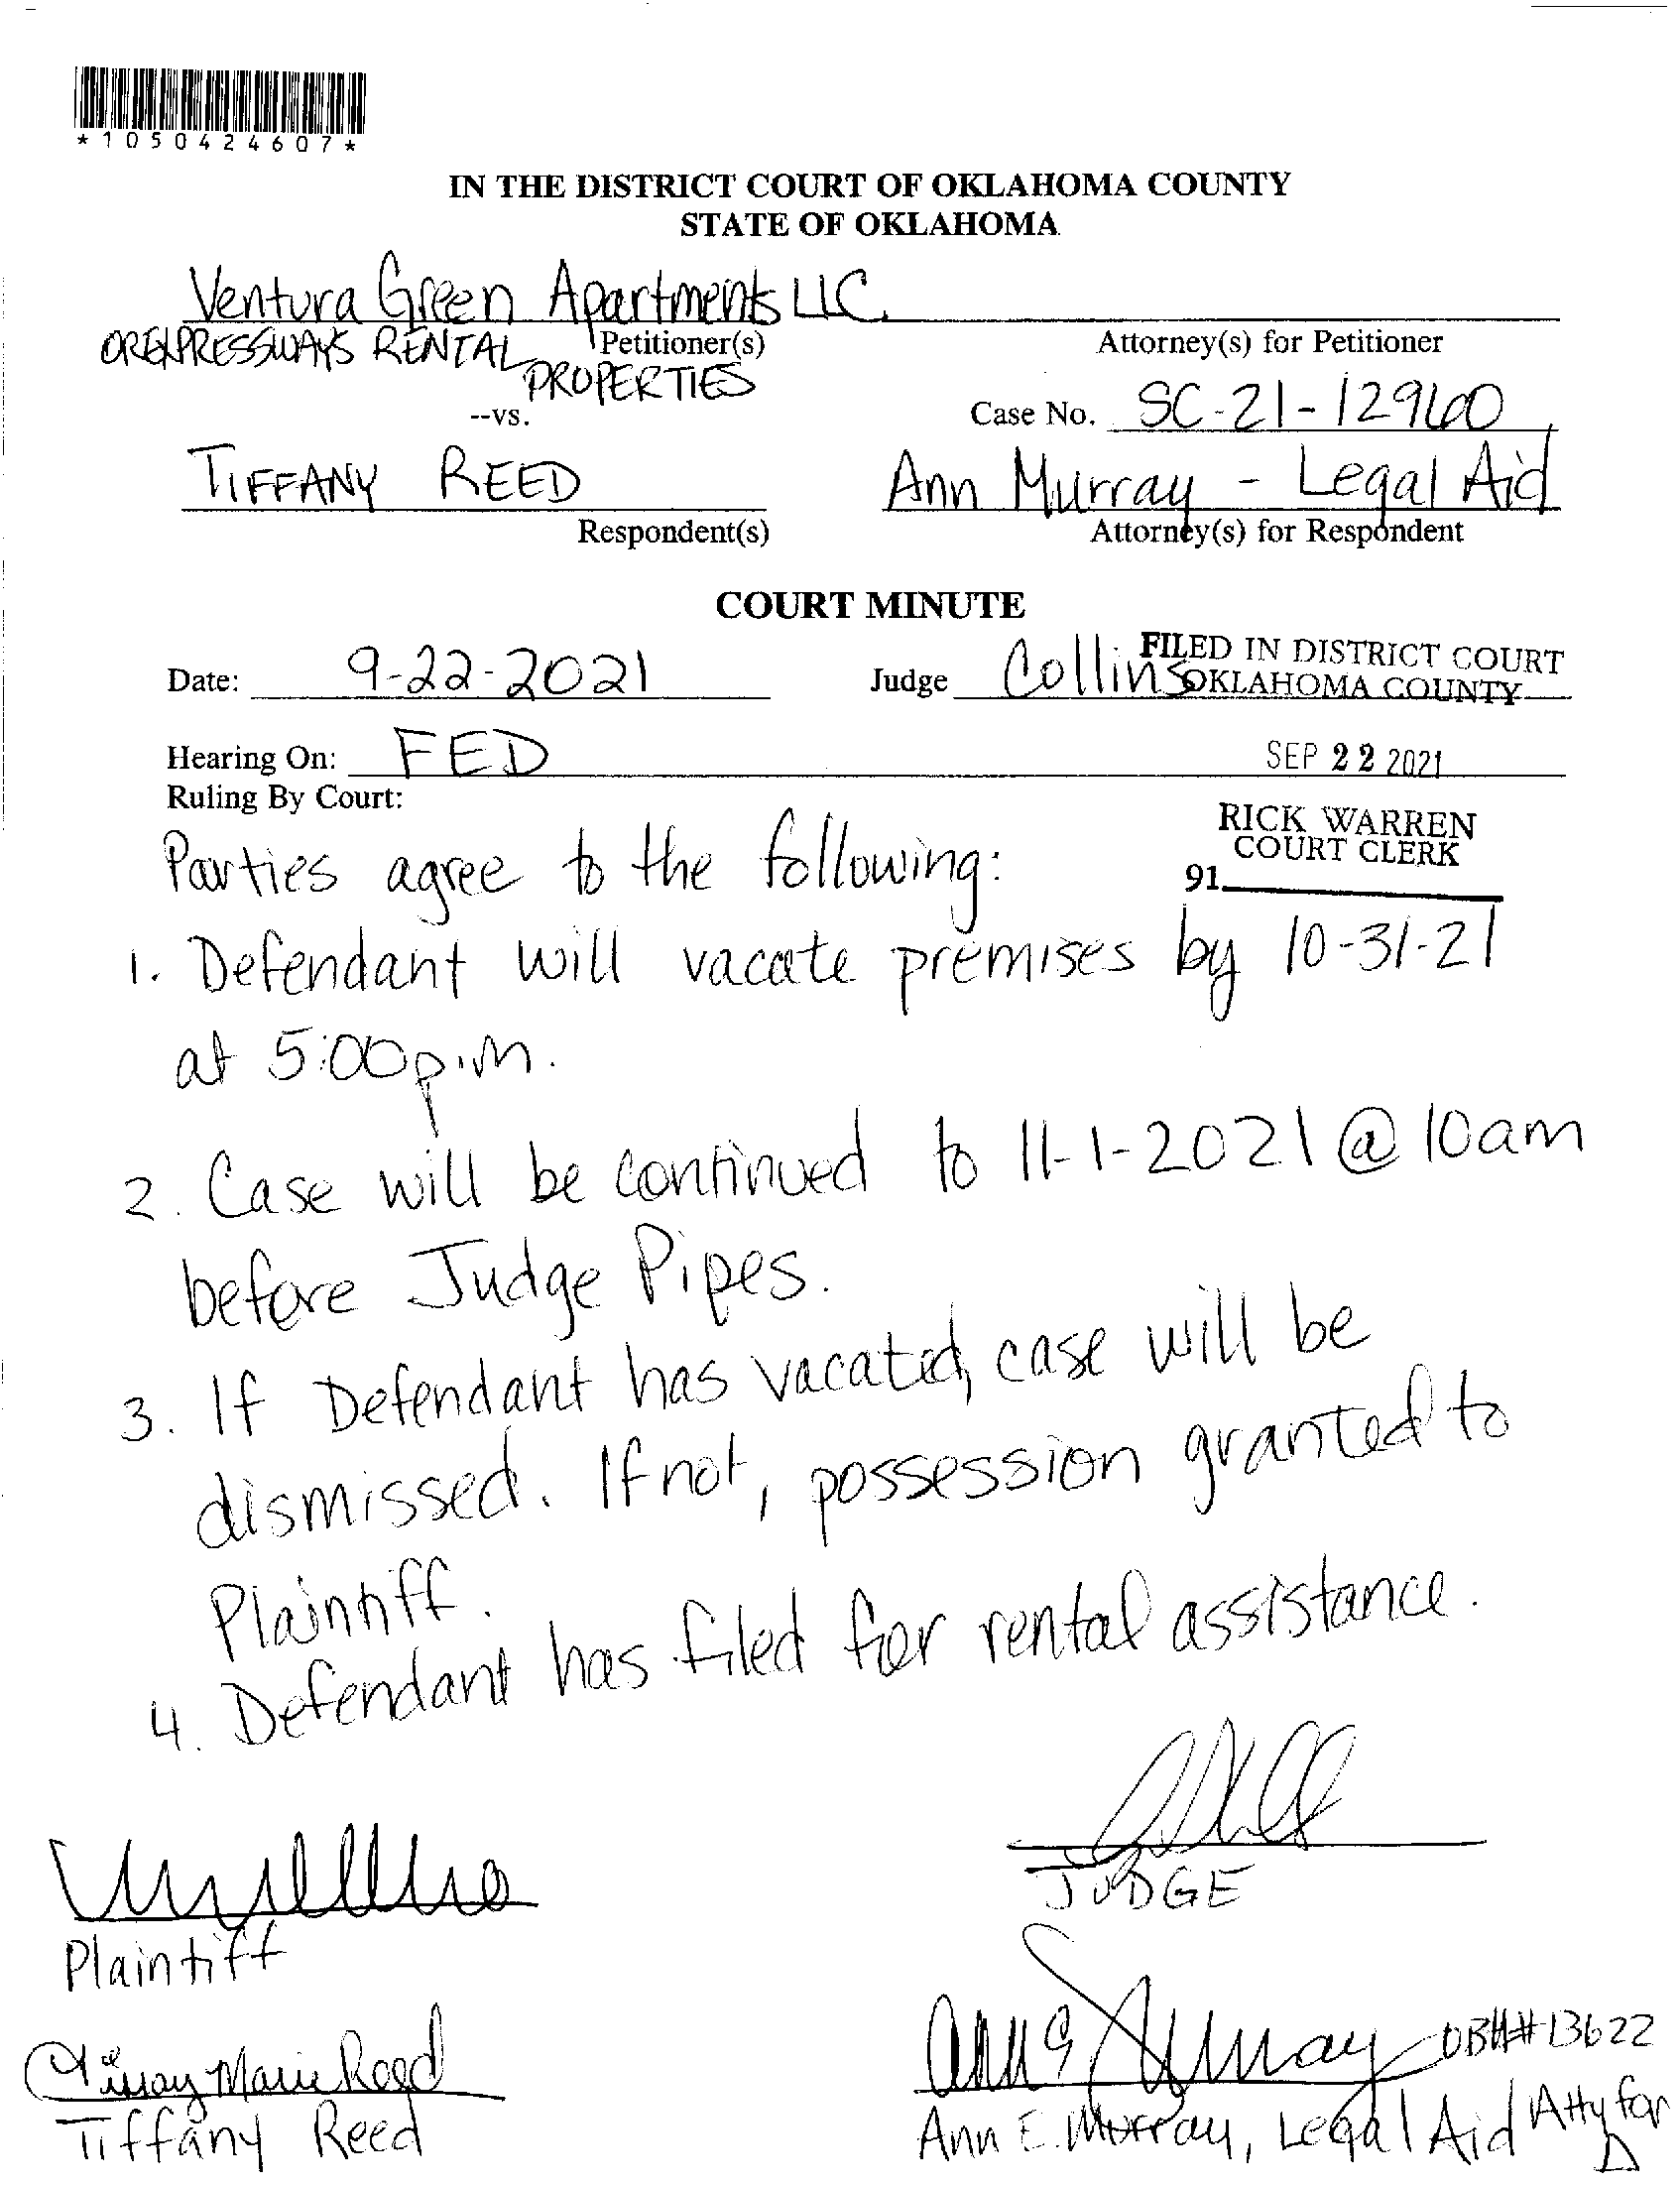 *1050424607*
IN THE DISTRICT COURT OF OKLAHOMA COUNTY
STATE OF OKLAHOMA
Ventura Green Apartments LLC
Petitioner(s)
Attorney(s) for Petitioner
RENTAL
PROPERTIES
--vs.
Case No. SC-21-12960
TIFFANY REED
Ann Murray - Legal Aid
Respondent(s)
Attorney(s) for Respondent
COURT MINUTE
Date: 9-22-2021
Judge Collins
FILED IN DISTRICT COURT
OKLAHOMA COUNTY
Hearing On: FED
SEP 22 2021
Ruling By Court:
RICK WARREN
COURT CLERK
91
Parties agree to the following:
1. Defendant will vacate premises by 10-31-21
at 5:00p.m.
2. Case will be continued to 11-1-2021 @ 10am
before Judge Pipes.
3. If Defendant has vacated, case will be
dismissed. If not, possession granted to
Plaintiff.
4. Defendant has filed for rental assistance.
JUDGE
Plaintiff
Tiffany Marie Reed
Tiffany Reed
Ann E Murray OBA#13622
Ann E. Murray, Legal Aid Atty for
Δ